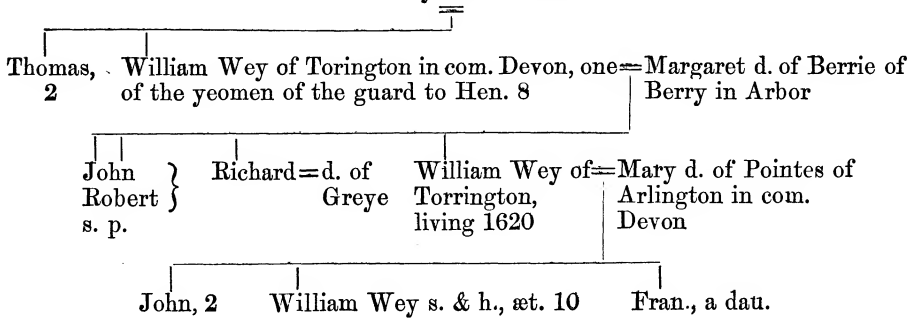 Thomas, William Wey of Torington in com. Devon, one=Margaret d. of Berrie of
2 of the yeomen of the guard to Hen. 8 Berry in Arbor
John } Richard=d. of William Wey of=Mary d. of Pointes of
Robert Greye Torrington, Arlington in com.
s. p. living 1620 Devon
John, 2 William Wey s. & h., æt. 10 Fran., a dau.